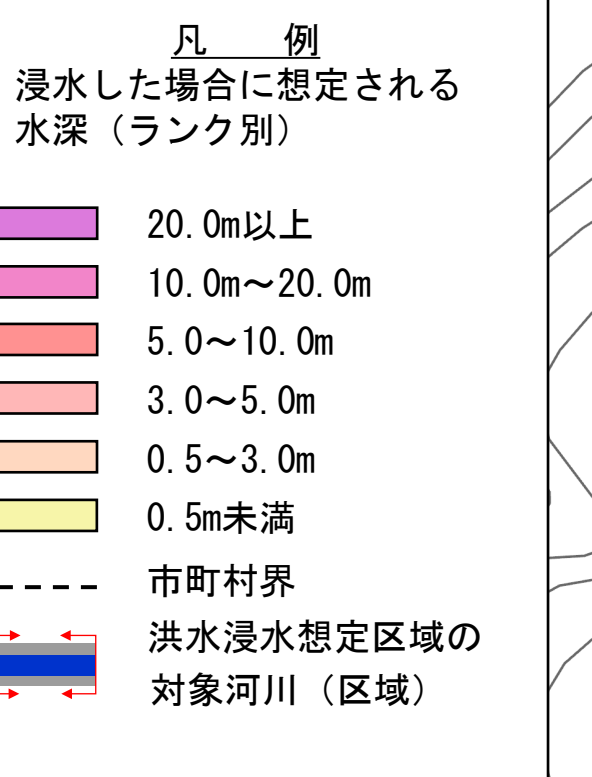 凡　例
浸水した場合に想定される
水深（ランク別）
20.0m以上
10.0m～20.0m
5.0～10.0m
3.0～5.0m
0.5～3.0m
0.5m未満
市町村界
洪水浸水想定区域の
対象河川（区域）